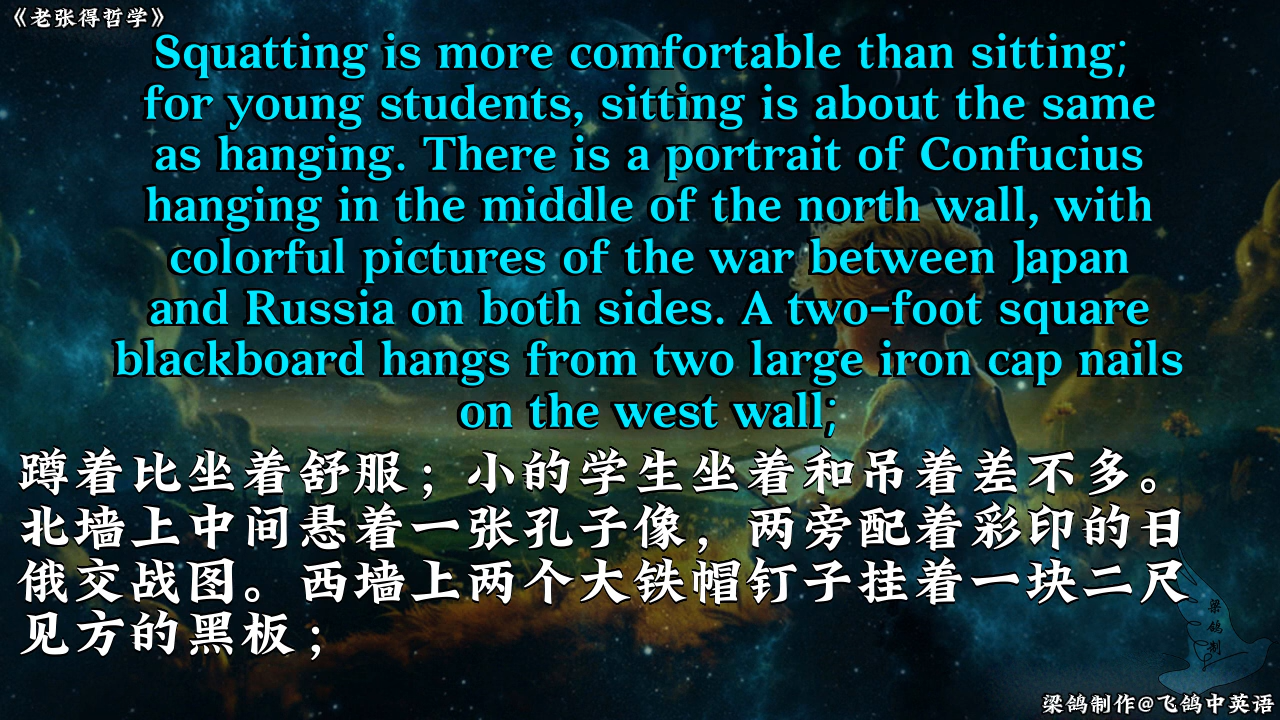 《老张得哲学》
Squatting is more comfortable than sitting;
for young students, sitting is about the same
as hanging. There is a portrait of Confucius
hanging in the middle of the north wall, with
colorful pictures of the war between Japan
and Russia on both sides. A two-foot square
blackboard hangs from two large iron cap nails
on the west wall;
蹲着比坐着舒服；小的学生坐着和吊着差不多。
北墙上中间悬着一张孔子像，两旁配着彩印的日
俄交战图。西墙上两个大铁帽钉子挂着一块二尺
见方的黑板；
梁鸽制
梁鸽制作@飞鸽中英语